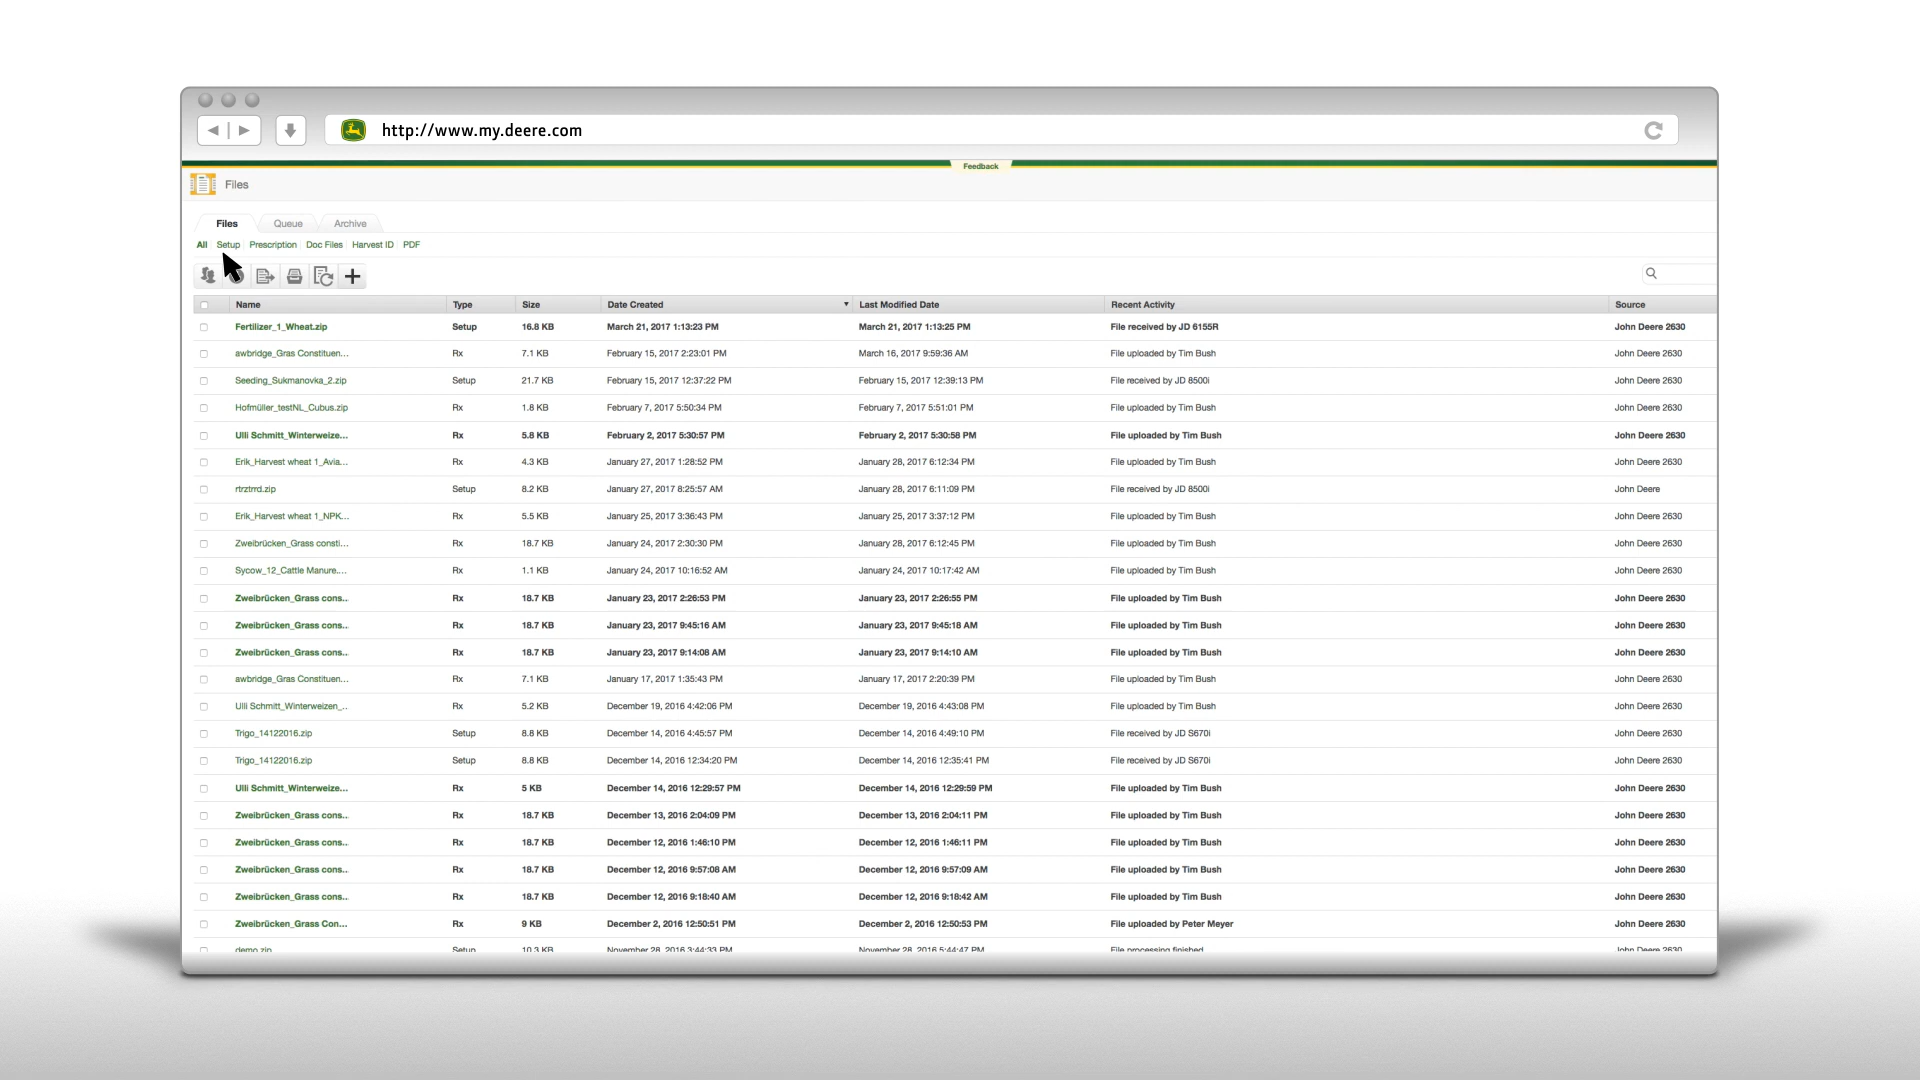 http://www.my.deere.com
Feedback
Files
Files Queue Archive
All Setup Prescription Doc Files Harvest ID PDF
Name Type Size Date Created Last Modified Date Recent Activity Source
Fertilizer_1_Wheat.zip Setup 16.8 KB March 21, 2017 1:13:23 PM March 21, 2017 1:13:25 PM File received by JD 6155R John Deere 2630
awbridge_Gras Constituen... Rx 7.1 KB February 15, 2017 2:23:01 PM March 16, 2017 9:59:36 AM File uploaded by Tim Bush John Deere 2630
Seeding_Sukmanovka_2.zip Setup 21.7 KB February 15, 2017 12:37:22 PM February 15, 2017 12:39:13 PM File received by JD 8500i John Deere 2630
Hofmüller_testNL_Cubus.zip Rx 1.8 KB February 7, 2017 5:50:34 PM February 7, 2017 5:51:01 PM File uploaded by Tim Bush John Deere 2630
Ulli Schmitt_Winterweize... Rx 5.8 KB February 2, 2017 5:30:57 PM February 2, 2017 5:30:58 PM File uploaded by Tim Bush John Deere 2630
Erik_Harvest wheat 1_Avia... Rx 4.3 KB January 27, 2017 1:28:52 PM January 28, 2017 6:12:34 PM File uploaded by Tim Bush John Deere 2630
rtrztrrd.zip Setup 8.2 KB January 27, 2017 8:25:57 AM January 28, 2017 6:11:09 PM File received by JD 8500i John Deere
Erik_Harvest wheat 1_NPK... Rx 5.5 KB January 25, 2017 3:36:43 PM January 25, 2017 3:37:12 PM File uploaded by Tim Bush John Deere 2630
Zweibrücken_Grass consti... Rx 18.7 KB January 24, 2017 2:30:30 PM January 28, 2017 6:12:45 PM File uploaded by Tim Bush John Deere 2630
Sycow_12_Cattle Manure.... Rx 1.1 KB January 24, 2017 10:16:52 AM January 24, 2017 10:17:42 AM File uploaded by Tim Bush John Deere 2630
Zweibrücken_Grass cons... Rx 18.7 KB January 23, 2017 2:26:53 PM January 23, 2017 2:26:55 PM File uploaded by Tim Bush John Deere 2630
Zweibrücken_Grass cons... Rx 18.7 KB January 23, 2017 9:45:16 AM January 23, 2017 9:45:18 AM File uploaded by Tim Bush John Deere 2630
Zweibrücken_Grass cons... Rx 18.7 KB January 23, 2017 9:14:08 AM January 23, 2017 9:14:10 AM File uploaded by Tim Bush John Deere 2630
awbridge_Gras Constituen... Rx 7.1 KB January 17, 2017 1:35:43 PM January 17, 2017 2:20:39 PM File uploaded by Tim Bush John Deere 2630
Ulli Schmitt_Winterweizen_... Rx 5.2 KB December 19, 2016 4:42:06 PM December 19, 2016 4:43:08 PM File uploaded by Tim Bush John Deere 2630
Trigo_14122016.zip Setup 8.8 KB December 14, 2016 4:45:57 PM December 14, 2016 4:49:10 PM File received by JD S670i John Deere 2630
Trigo_14122016.zip Setup 8.8 KB December 14, 2016 12:34:20 PM December 14, 2016 12:35:41 PM File received by JD S670i John Deere 2630
Ulli Schmitt_Winterweize... Rx 5 KB December 14, 2016 12:29:57 PM December 14, 2016 12:29:59 PM File uploaded by Tim Bush John Deere 2630
Zweibrücken_Grass cons... Rx 18.7 KB December 13, 2016 2:04:09 PM December 13, 2016 2:04:11 PM File uploaded by Tim Bush John Deere 2630
Zweibrücken_Grass cons... Rx 18.7 KB December 12, 2016 1:46:10 PM December 12, 2016 1:46:11 PM File uploaded by Tim Bush John Deere 2630
Zweibrücken_Grass cons... Rx 18.7 KB December 12, 2016 9:57:08 AM December 12, 2016 9:57:09 AM File uploaded by Tim Bush John Deere 2630
Zweibrücken_Grass cons... Rx 18.7 KB December 12, 2016 9:18:40 AM December 12, 2016 9:18:42 AM File uploaded by Tim Bush John Deere 2630
Zweibrücken_Grass Con... Rx 9 KB December 2, 2016 12:50:51 PM December 2, 2016 12:50:53 PM File uploaded by Peter Meyer John Deere 2630
demo.zip Setup 10.3 KB November 28, 2016 3:44:33 PM November 28, 2016 5:44:47 PM File processing finished John Deere 2630